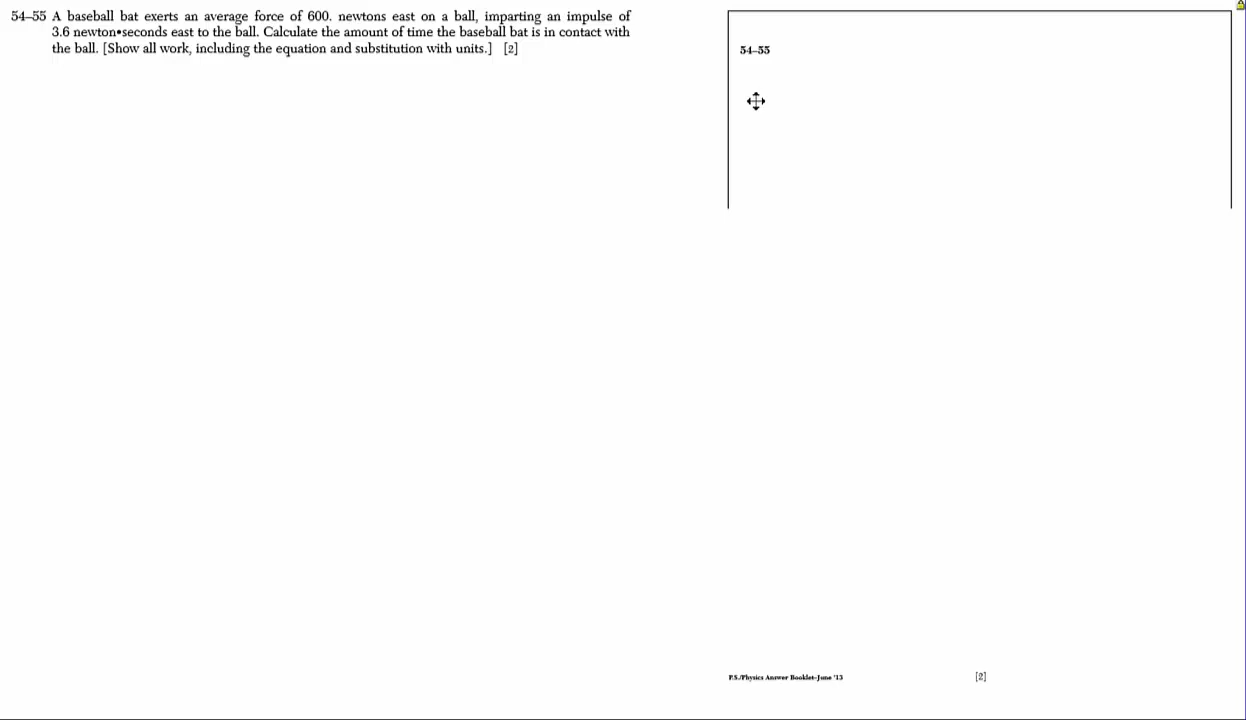 54–55 A baseball bat exerts an average force of 600. newtons east on a ball, imparting an impulse of
3.6 newton•seconds east to the ball. Calculate the amount of time the baseball bat is in contact with
the ball. [Show all work, including the equation and substitution with units.] [2]
54–55
P.S./Physics Answer Booklet–June '13 [2]